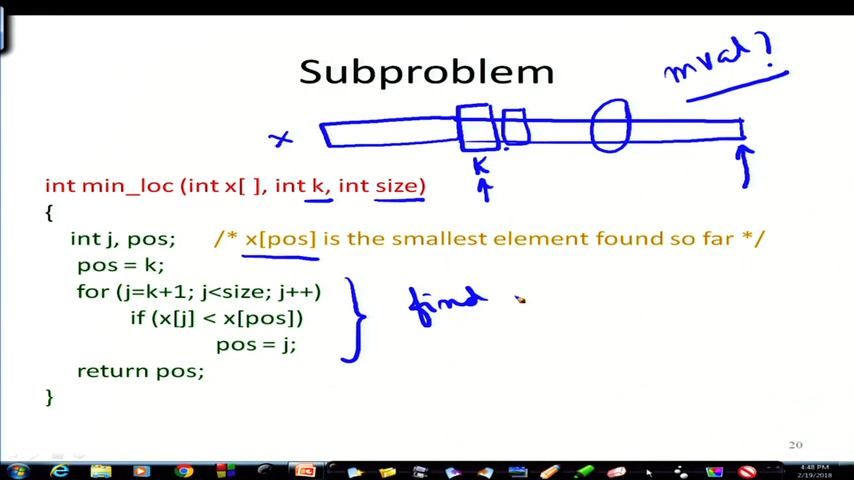 Subproblem
mval?
x
K
int min_loc (int x[ ], int k, int size)
{
int j, pos; /* x[pos] is the smallest element found so far */
pos = k;
for (j=k+1; j<size; j++)
if (x[j] < x[pos])
pos = j;
find
return pos;
}
20
4:48 PM
2/19/2018